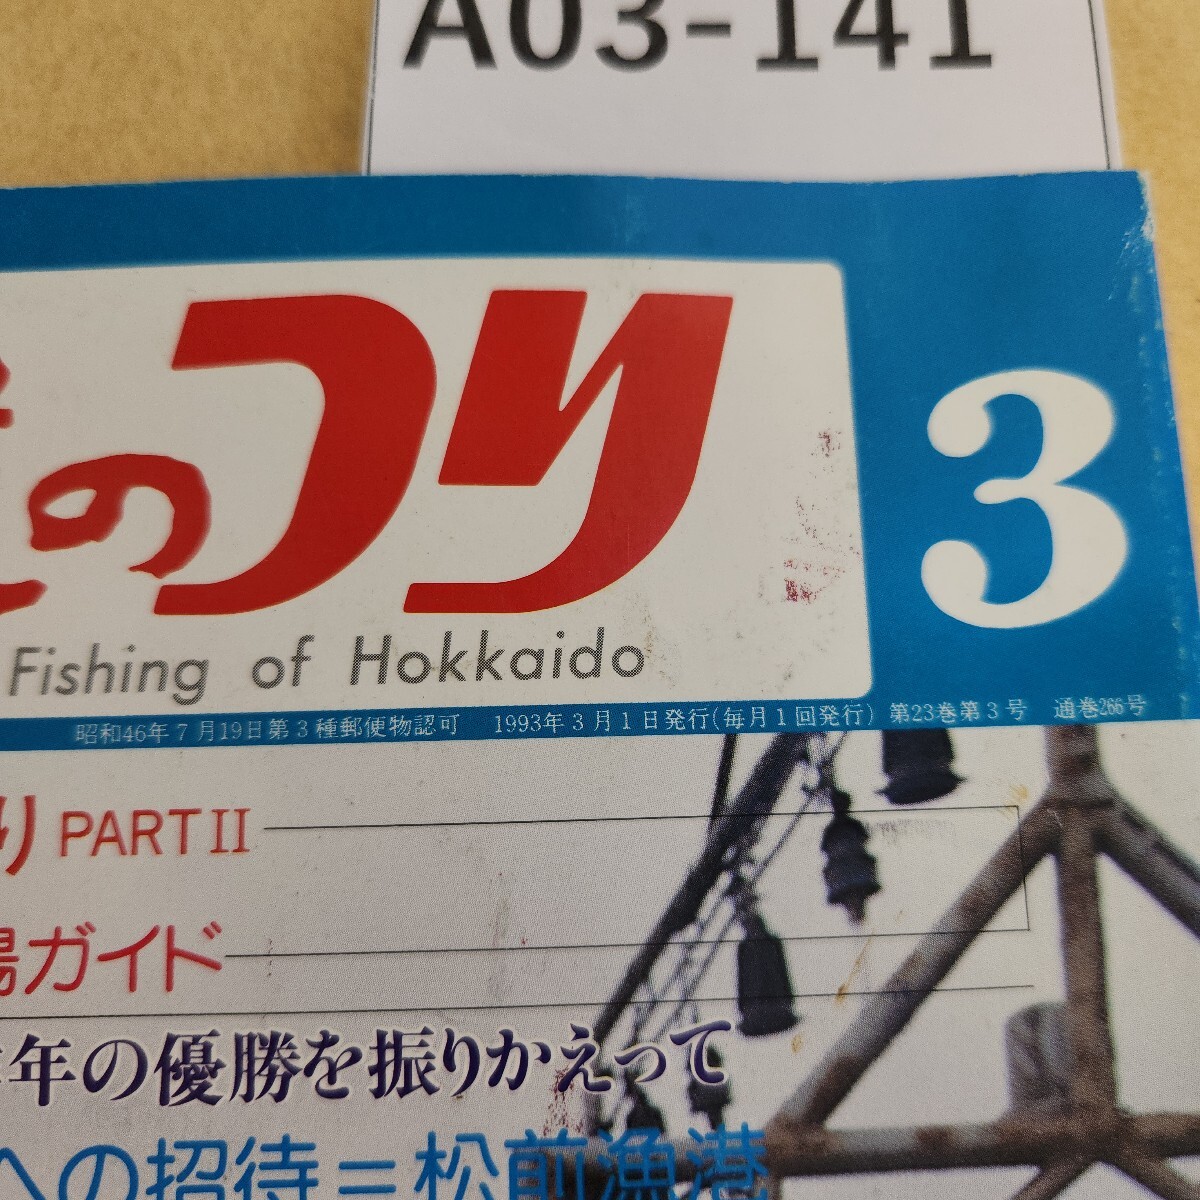 A03-141
のつり
3
Fishing of Hokkaido
昭和46年7月19日第3種郵便物認可 1993年3月1日発行(毎月1回発行) 第23巻第3号 通巻266号
り PART II
場ガイド
年の優勝を振りかえって
への招待=松前漁港